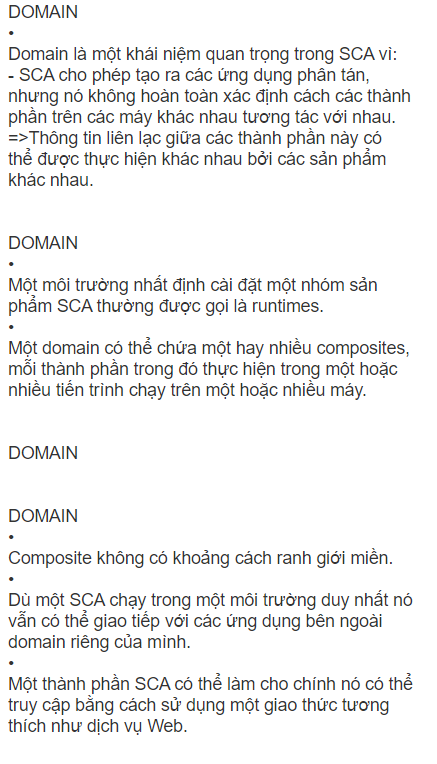 DOMAIN
•
Domain là một khái niệm quan trọng trong SCA vì:
- SCA cho phép tạo ra các ứng dụng phân tán,
nhưng nó không hoàn toàn xác định cách các thành
phần trên các máy khác nhau tương tác với nhau.
=>Thông tin liên lạc giữa các thành phần này có
thể được thực hiện khác nhau bởi các sản phẩm
khác nhau.
DOMAIN
•
Một môi trường nhất định cài đặt một nhóm sản
phẩm SCA thường được gọi là runtimes.
•
Một domain có thể chứa một hay nhiều composites,
mỗi thành phần trong đó thực hiện trong một hoặc
nhiều tiến trình chạy trên một hoặc nhiều máy.
DOMAIN
DOMAIN
•
Composite không có khoảng cách ranh giới miền.
•
Dù một SCA chạy trong một môi trường duy nhất nó
vẫn có thể giao tiếp với các ứng dụng bên ngoài
domain riêng của mình.
•
Một thành phần SCA có thể làm cho chính nó có thể
truy cập bằng cách sử dụng một giao thức tương
thích như dịch vụ Web.